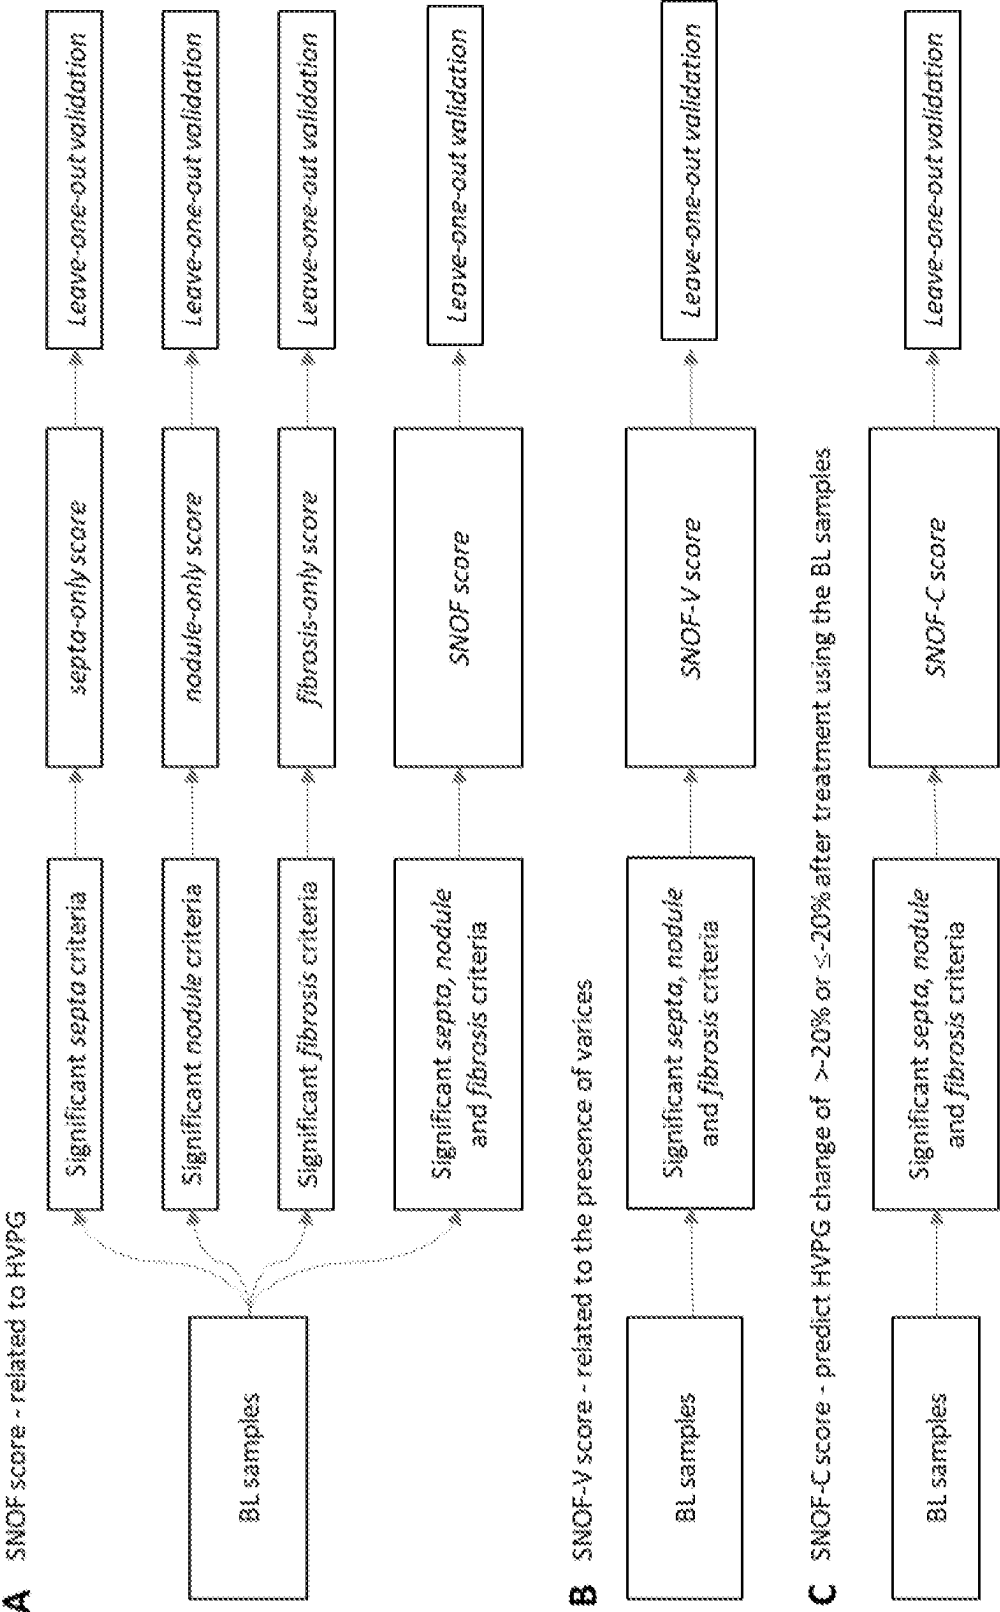 A SNOF score - related to HVPG
BL samples
Significant septa criteria
septa-only score
Leave-one-out validation
Significant nodule criteria
nodule-only score
Leave-one-out validation
Significant fibrosis criteria
fibrosis-only score
Leave-one-out validation
Significant septa, nodule
and fibrosis criteria
SNOF score
Leave-one-out validation
B SNOF-V score - related to the presence of varices
BL samples
Significant septa, nodule
and fibrosis criteria
SNOF-V score
Leave-one-out validation
C SNOF-C score - predict HVPG change of >-20% or ≤-20% after treatment using the BL samples
BL samples
Significant septa, nodule
and fibrosis criteria
SNOF-C score
Leave-one-out validation